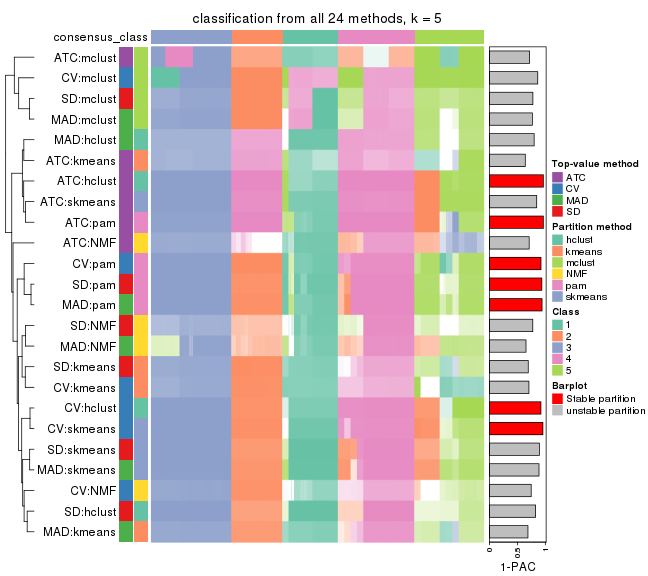 classification from all 24 methods, k = 5
consensus_class
ATC:mclust
CV:mclust
SD:mclust
MAD:mclust
MAD:hclust
ATC:kmeans
ATC:hclust
ATC:skmeans
ATC:pam
ATC:NMF
CV:pam
SD:pam
MAD:pam
SD:NMF
MAD:NMF
SD:kmeans
CV:kmeans
CV:hclust
CV:skmeans
SD:skmeans
MAD:skmeans
CV:NMF
SD:hclust
MAD:kmeans
0
0.5
1
1-PAC
Top-value method
ATC
CV
MAD
SD
Partition method
hclust
kmeans
mclust
NMF
pam
skmeans
Class
1
2
3
4
5
Barplot
Stable partition
unstable partition